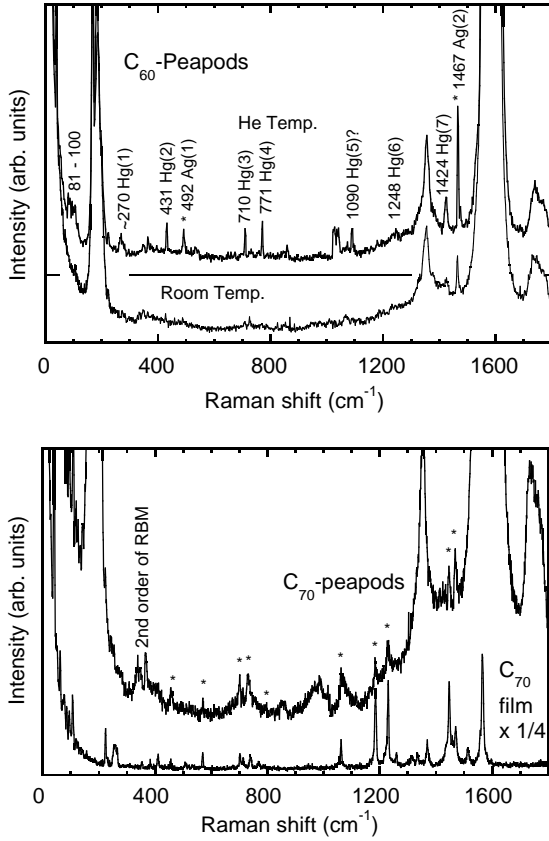 C60-Peapods
He Temp.
81 - 100
~270 Hg(1)
431 Hg(2)
* 492 Ag(1)
710 Hg(3)
771 Hg(4)
1090 Hg(5)?
1248 Hg(6)
1424 Hg(7)
* 1467 Ag(2)
Room Temp.
Intensity (arb. units)
0 400 800 1200 1600
Raman shift (cm-1)
2nd order of RBM
C70-peapods
* * * * * * * * * *
C70
film
x 1/4
Intensity (arb. units)
0 400 800 1200 1600
Raman shift (cm-1)